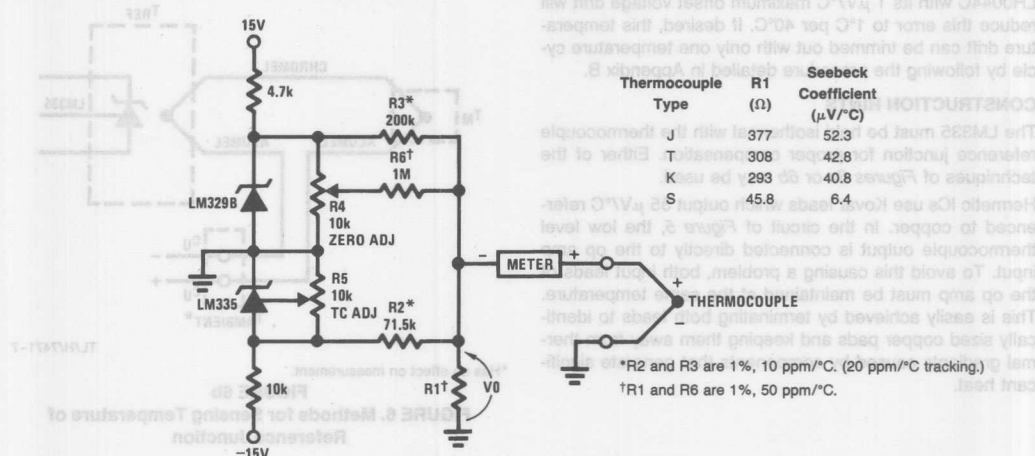 15V
4.7k
R3*
200k
R6†
1M
LM329B
R4
10k
ZERO ADJ
R5
10k
TC ADJ
LM335
R2*
71.5k
10k
R1†
V0
−15V
− METER +
+
THERMOCOUPLE
−
Thermocouple Type R1 (Ω) Seebeck Coefficient (μV/°C)
J 377 52.3
T 308 42.8
K 293 40.8
S 45.8 6.4
*R2 and R3 are 1%, 10 ppm/°C. (20 ppm/°C tracking.)
†R1 and R6 are 1%, 50 ppm/°C.